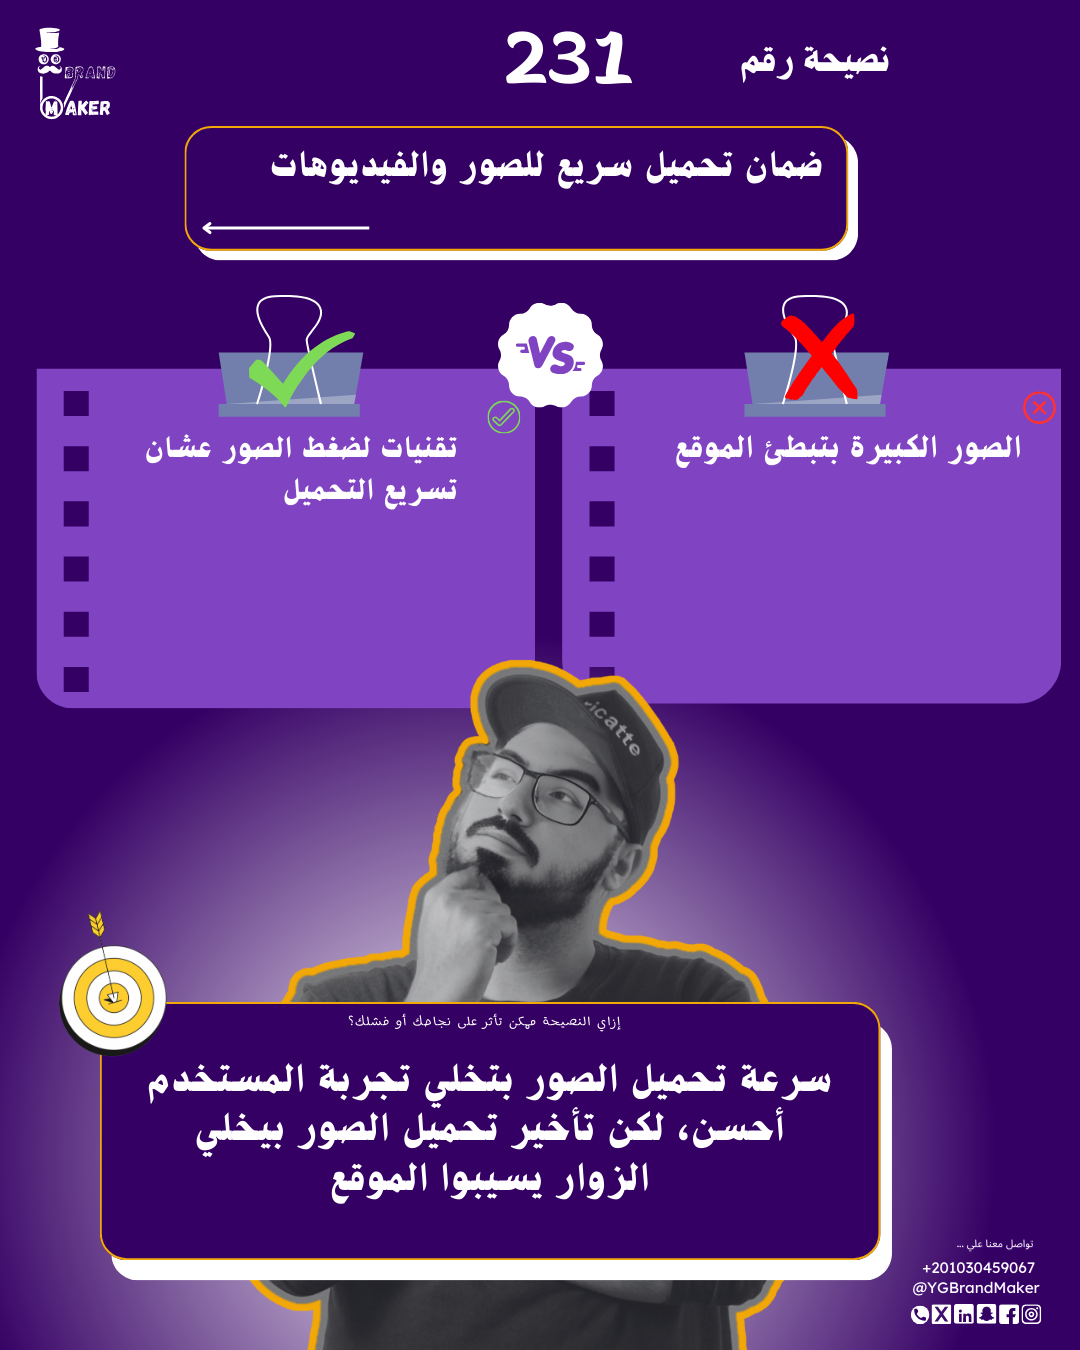 BRAND
MAKER
نصيحة رقم 231
ضمان تحميل سريع للصور والفيديوهات
VS
الصور الكبيرة بتبطئ الموقع
تقنيات لضغط الصور عشان
تسريع التحميل
icatte
إزاي النصيحة ممكن تأثر على نجاحك أو فشلك؟
سرعة تحميل الصور بتخلي تجربة المستخدم
أحسن، لكن تأخير تحميل الصور بيخلي
الزوار يسيبوا الموقع
تواصل معنا علي ...
+201030459067
@YGBrandMaker